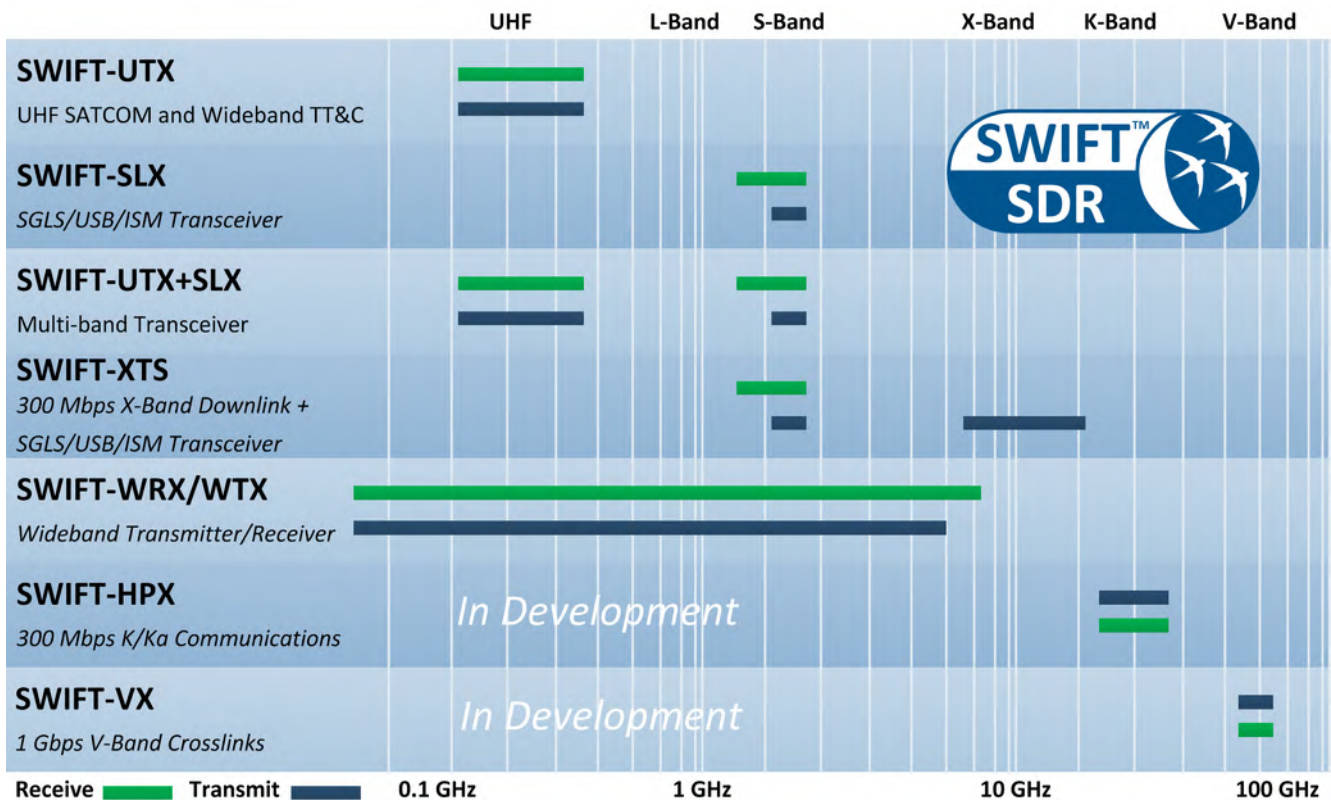 UHF L-Band S-Band X-Band K-Band V-Band
SWIFT-UTX
UHF SATCOM and Wideband TT&C
SWIFT™
SDR
SWIFT-SLX
SGLS/USB/ISM Transceiver
SWIFT-UTX+SLX
Multi-band Transceiver
SWIFT-XTS
300 Mbps X-Band Downlink +
SGLS/USB/ISM Transceiver
SWIFT-WRX/WTX
Wideband Transmitter/Receiver
SWIFT-HPX
300 Mbps K/Ka Communications
In Development
SWIFT-VX
1 Gbps V-Band Crosslinks
In Development
Receive Transmit 0.1 GHz 1 GHz 10 GHz 100 GHz